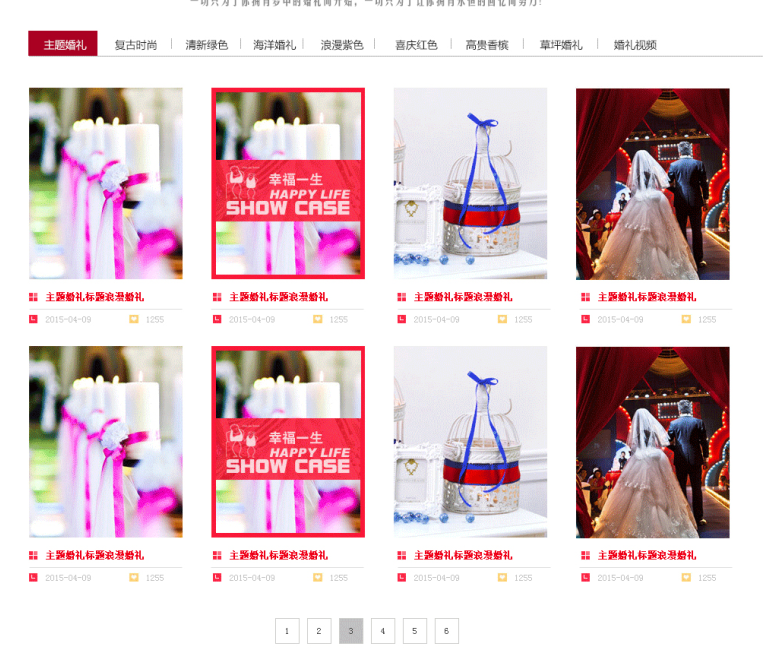 一切只为了你拥有梦中的婚礼而开始，一切只为了让你拥有永恒的回忆而努力！
主题婚礼 复古时尚 清新绿色 海洋婚礼 浪漫紫色 喜庆红色 高贵香槟 草坪婚礼 婚礼视频
幸福一生
HAPPY LIFE
SHOW CASE
主题婚礼标题浪漫婚礼 主题婚礼标题浪漫婚礼 主题婚礼标题浪漫婚礼 主题婚礼标题浪漫婚礼
2015-04-09 1255 2015-04-09 1255 2015-04-09 1255 2015-04-09 1255
幸福一生
HAPPY LIFE
SHOW CASE
主题婚礼标题浪漫婚礼 主题婚礼标题浪漫婚礼 主题婚礼标题浪漫婚礼 主题婚礼标题浪漫婚礼
2015-04-09 1255 2015-04-09 1255 2015-04-09 1255 2015-04-09 1255
1 2 3 4 5 6